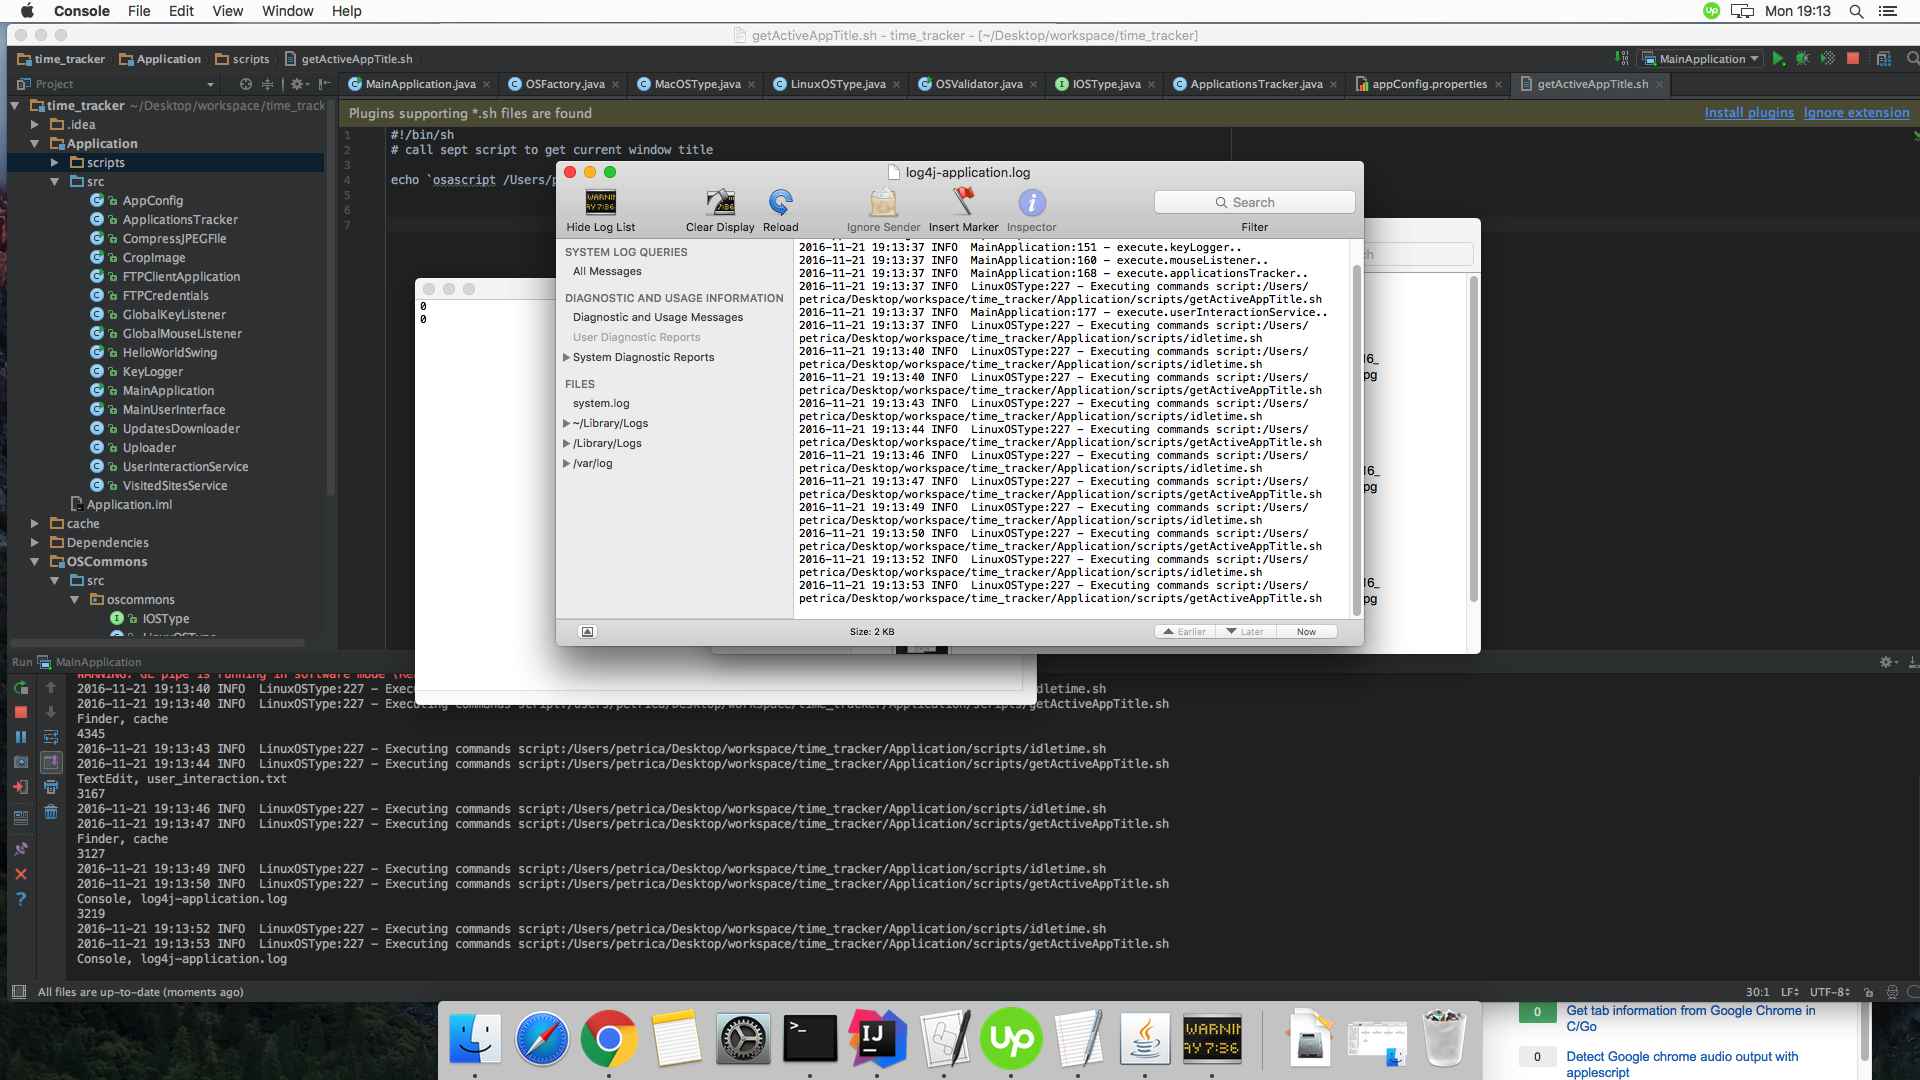 Console File Edit View Window Help
Up Mon 19:13
getActiveAppTitle.sh - time_tracker - [~/Desktop/workspace/time_tracker]
time_tracker Application scripts getActiveAppTitle.sh
MainApplication
Project
MainApplication.java OSFactory.java MacOSType.java LinuxOSType.java OSValidator.java IOSType.java ApplicationsTracker.java appConfig.properties getActiveAppTitle.sh
time_tracker ~/Desktop/workspace/time_track
.idea
Application
scripts
src
AppConfig
ApplicationsTracker
CompressJPEGFIle
CropImage
FTPClientApplication
FTPCredentials
GlobalKeyListener
GlobalMouseListener
HelloWorldSwing
KeyLogger
MainApplication
MainUserInterface
UpdatesDownloader
Uploader
UserInteractionService
VisitedSitesService
Application.iml
cache
Dependencies
OSCommons
src
oscommons
IOSType
Plugins supporting *.sh files are found
Install plugins Ignore extension
1 #!/bin/sh
2 # call sept script to get current window title
3
4 echo `osascript /Users/p
5
6
7
log4j-application.log
Hide Log List Clear Display Reload Ignore Sender Insert Marker Inspector
Search
Filter
SYSTEM LOG QUERIES
All Messages
DIAGNOSTIC AND USAGE INFORMATION
Diagnostic and Usage Messages
User Diagnostic Reports
System Diagnostic Reports
FILES
system.log
~/Library/Logs
/Library/Logs
/var/log
2016-11-21 19:13:37 INFO MainApplication:151 - execute.keyLogger..
2016-11-21 19:13:37 INFO MainApplication:160 - execute.mouseListener..
2016-11-21 19:13:37 INFO MainApplication:168 - execute.applicationsTracker..
2016-11-21 19:13:37 INFO LinuxOSType:227 - Executing commands script:/Users/
petrica/Desktop/workspace/time_tracker/Application/scripts/getActiveAppTitle.sh
2016-11-21 19:13:37 INFO MainApplication:177 - execute.userInteractionService..
2016-11-21 19:13:37 INFO LinuxOSType:227 - Executing commands script:/Users/
petrica/Desktop/workspace/time_tracker/Application/scripts/idletime.sh
2016-11-21 19:13:40 INFO LinuxOSType:227 - Executing commands script:/Users/
petrica/Desktop/workspace/time_tracker/Application/scripts/idletime.sh
2016-11-21 19:13:40 INFO LinuxOSType:227 - Executing commands script:/Users/
petrica/Desktop/workspace/time_tracker/Application/scripts/getActiveAppTitle.sh
2016-11-21 19:13:43 INFO LinuxOSType:227 - Executing commands script:/Users/
petrica/Desktop/workspace/time_tracker/Application/scripts/idletime.sh
2016-11-21 19:13:44 INFO LinuxOSType:227 - Executing commands script:/Users/
petrica/Desktop/workspace/time_tracker/Application/scripts/getActiveAppTitle.sh
2016-11-21 19:13:46 INFO LinuxOSType:227 - Executing commands script:/Users/
petrica/Desktop/workspace/time_tracker/Application/scripts/idletime.sh
2016-11-21 19:13:47 INFO LinuxOSType:227 - Executing commands script:/Users/
petrica/Desktop/workspace/time_tracker/Application/scripts/getActiveAppTitle.sh
2016-11-21 19:13:49 INFO LinuxOSType:227 - Executing commands script:/Users/
petrica/Desktop/workspace/time_tracker/Application/scripts/idletime.sh
2016-11-21 19:13:50 INFO LinuxOSType:227 - Executing commands script:/Users/
petrica/Desktop/workspace/time_tracker/Application/scripts/getActiveAppTitle.sh
2016-11-21 19:13:52 INFO LinuxOSType:227 - Executing commands script:/Users/
petrica/Desktop/workspace/time_tracker/Application/scripts/idletime.sh
2016-11-21 19:13:53 INFO LinuxOSType:227 - Executing commands script:/Users/
petrica/Desktop/workspace/time_tracker/Application/scripts/getActiveAppTitle.sh
Size: 2 KB
Earlier Later Now
0
0
16_
pg
16_
pg
16_
pg
Run MainApplication
2016-11-21 19:13:40 INFO LinuxOSType:227 - Exec dletime.sh
2016-11-21 19:13:40 INFO LinuxOSType:227 - Executing commands script:/Users/petrica/Desktop/workspace/time_tracker/Application/scripts/getActiveAppTitle.sh
Finder, cache
4345
2016-11-21 19:13:43 INFO LinuxOSType:227 - Executing commands script:/Users/petrica/Desktop/workspace/time_tracker/Application/scripts/idletime.sh
2016-11-21 19:13:44 INFO LinuxOSType:227 - Executing commands script:/Users/petrica/Desktop/workspace/time_tracker/Application/scripts/getActiveAppTitle.sh
TextEdit, user_interaction.txt
3167
2016-11-21 19:13:46 INFO LinuxOSType:227 - Executing commands script:/Users/petrica/Desktop/workspace/time_tracker/Application/scripts/idletime.sh
2016-11-21 19:13:47 INFO LinuxOSType:227 - Executing commands script:/Users/petrica/Desktop/workspace/time_tracker/Application/scripts/getActiveAppTitle.sh
Finder, cache
3127
2016-11-21 19:13:49 INFO LinuxOSType:227 - Executing commands script:/Users/petrica/Desktop/workspace/time_tracker/Application/scripts/idletime.sh
2016-11-21 19:13:50 INFO LinuxOSType:227 - Executing commands script:/Users/petrica/Desktop/workspace/time_tracker/Application/scripts/getActiveAppTitle.sh
Console, log4j-application.log
3219
2016-11-21 19:13:52 INFO LinuxOSType:227 - Executing commands script:/Users/petrica/Desktop/workspace/time_tracker/Application/scripts/idletime.sh
2016-11-21 19:13:53 INFO LinuxOSType:227 - Executing commands script:/Users/petrica/Desktop/workspace/time_tracker/Application/scripts/getActiveAppTitle.sh
Console, log4j-application.log
All files are up-to-date (moments ago)
30:1 LF UTF-8
0 Get tab information from Google Chrome in
C/Go
0 Detect Google chrome audio output with
applescript
IJ
Up
WARNIN
AY 7:36